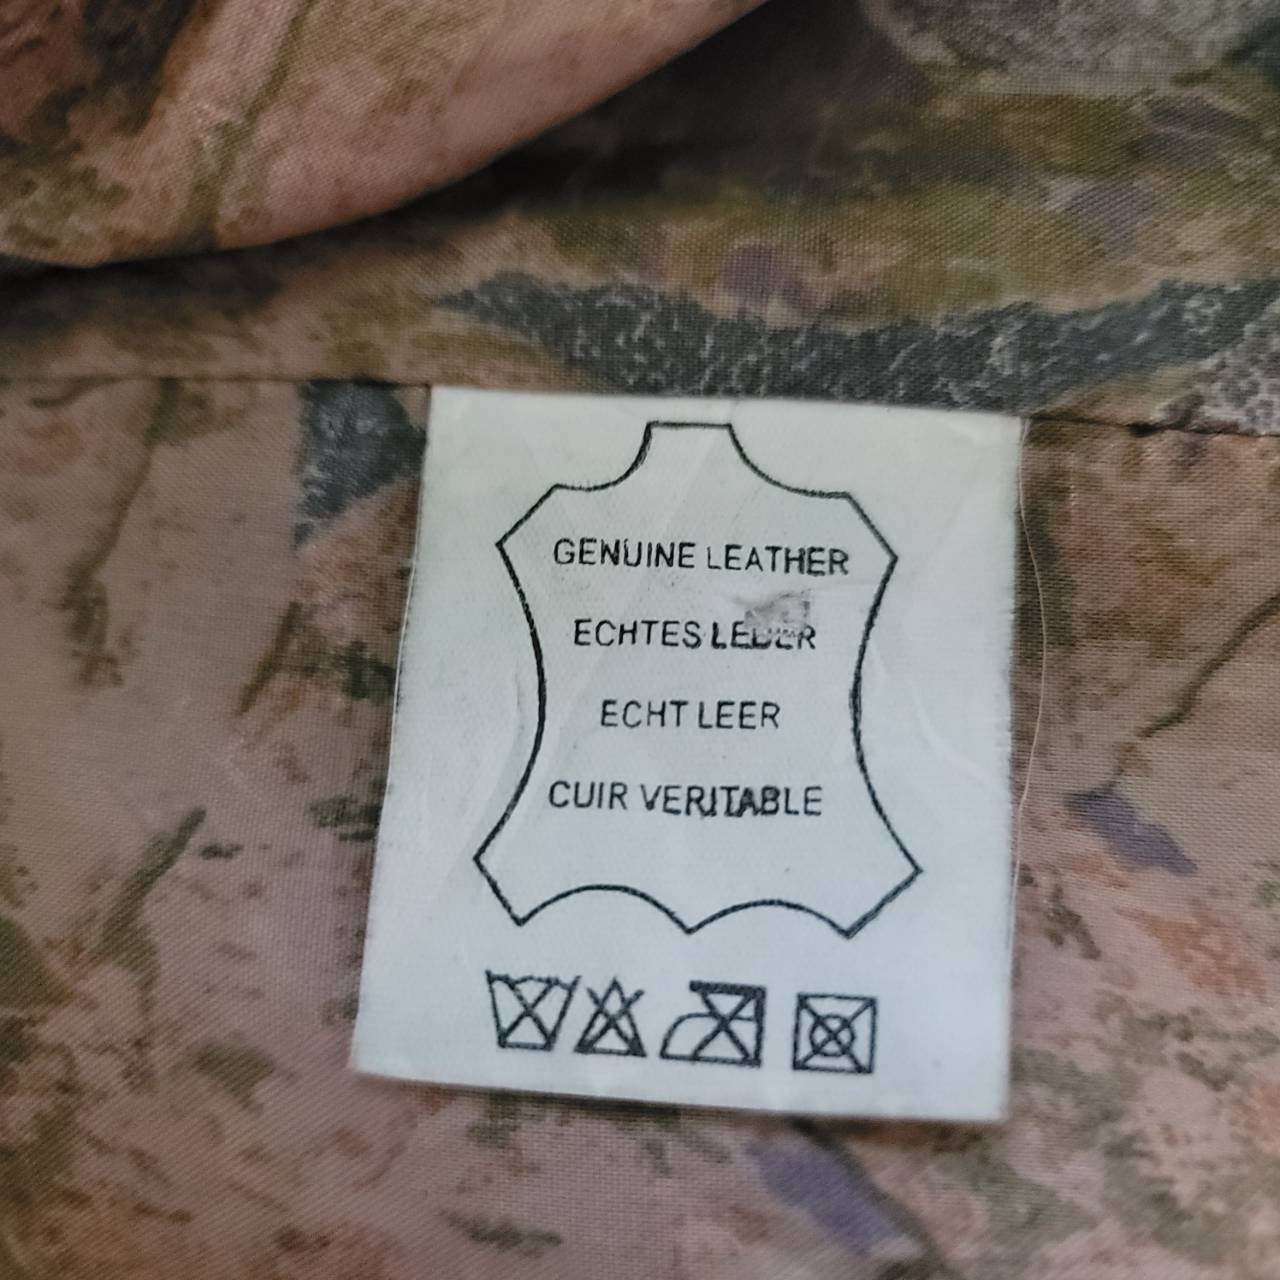 GENUINE LEATHER
ECHTES LEDER
ECHT LEER
CUIR VERITABLE